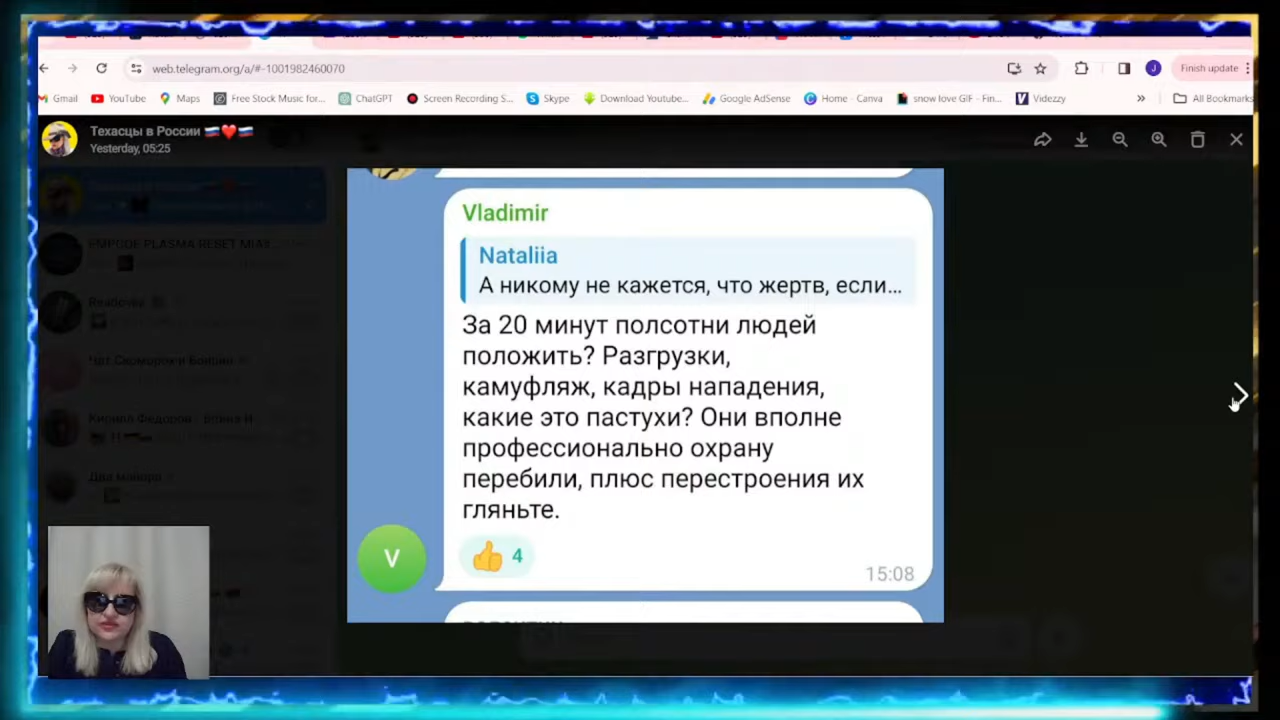 web.telegram.org/a/#-1001982460070
Finish update
Gmail
YouTube
Maps
Free Stock Music for...
ChatGPT
Screen Recording S...
Skype
Download Youtube...
Google AdSense
Home - Canva
snow love GIF - Fin...
Videzzy
»
All Bookmarks
Техасцы в России 🇷🇺❤️🇷🇺
Yesterday, 05:25
Vladimir
Nataliia
А никому не кажется, что жертв, если...
За 20 минут полсотни людей
положить? Разгрузки,
камуфляж, кадры нападения,
какие это пастухи? Они вполне
профессионально охрану
перебили, плюс перестроения их
гляньте.
👍 4
15:08
V
Readovka
Два майора